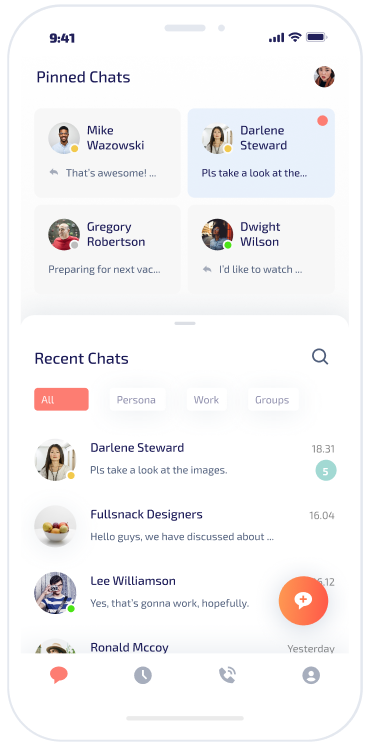 9:41
Pinned Chats
Mike
Wazowski
That's awesome! ...
Darlene
Steward
Pls take a look at the...
Gregory
Robertson
Preparing for next vac...
Dwight
Wilson
I'd like to watch ...
Recent Chats
All Persona Work Groups
Darlene Steward 18.31
Pls take a look at the images. 5
Fullsnack Designers 16.04
Hello guys, we have discussed about ...
Lee Williamson
Yes, that's gonna work, hopefully.
Ronald Mccoy Yesterday